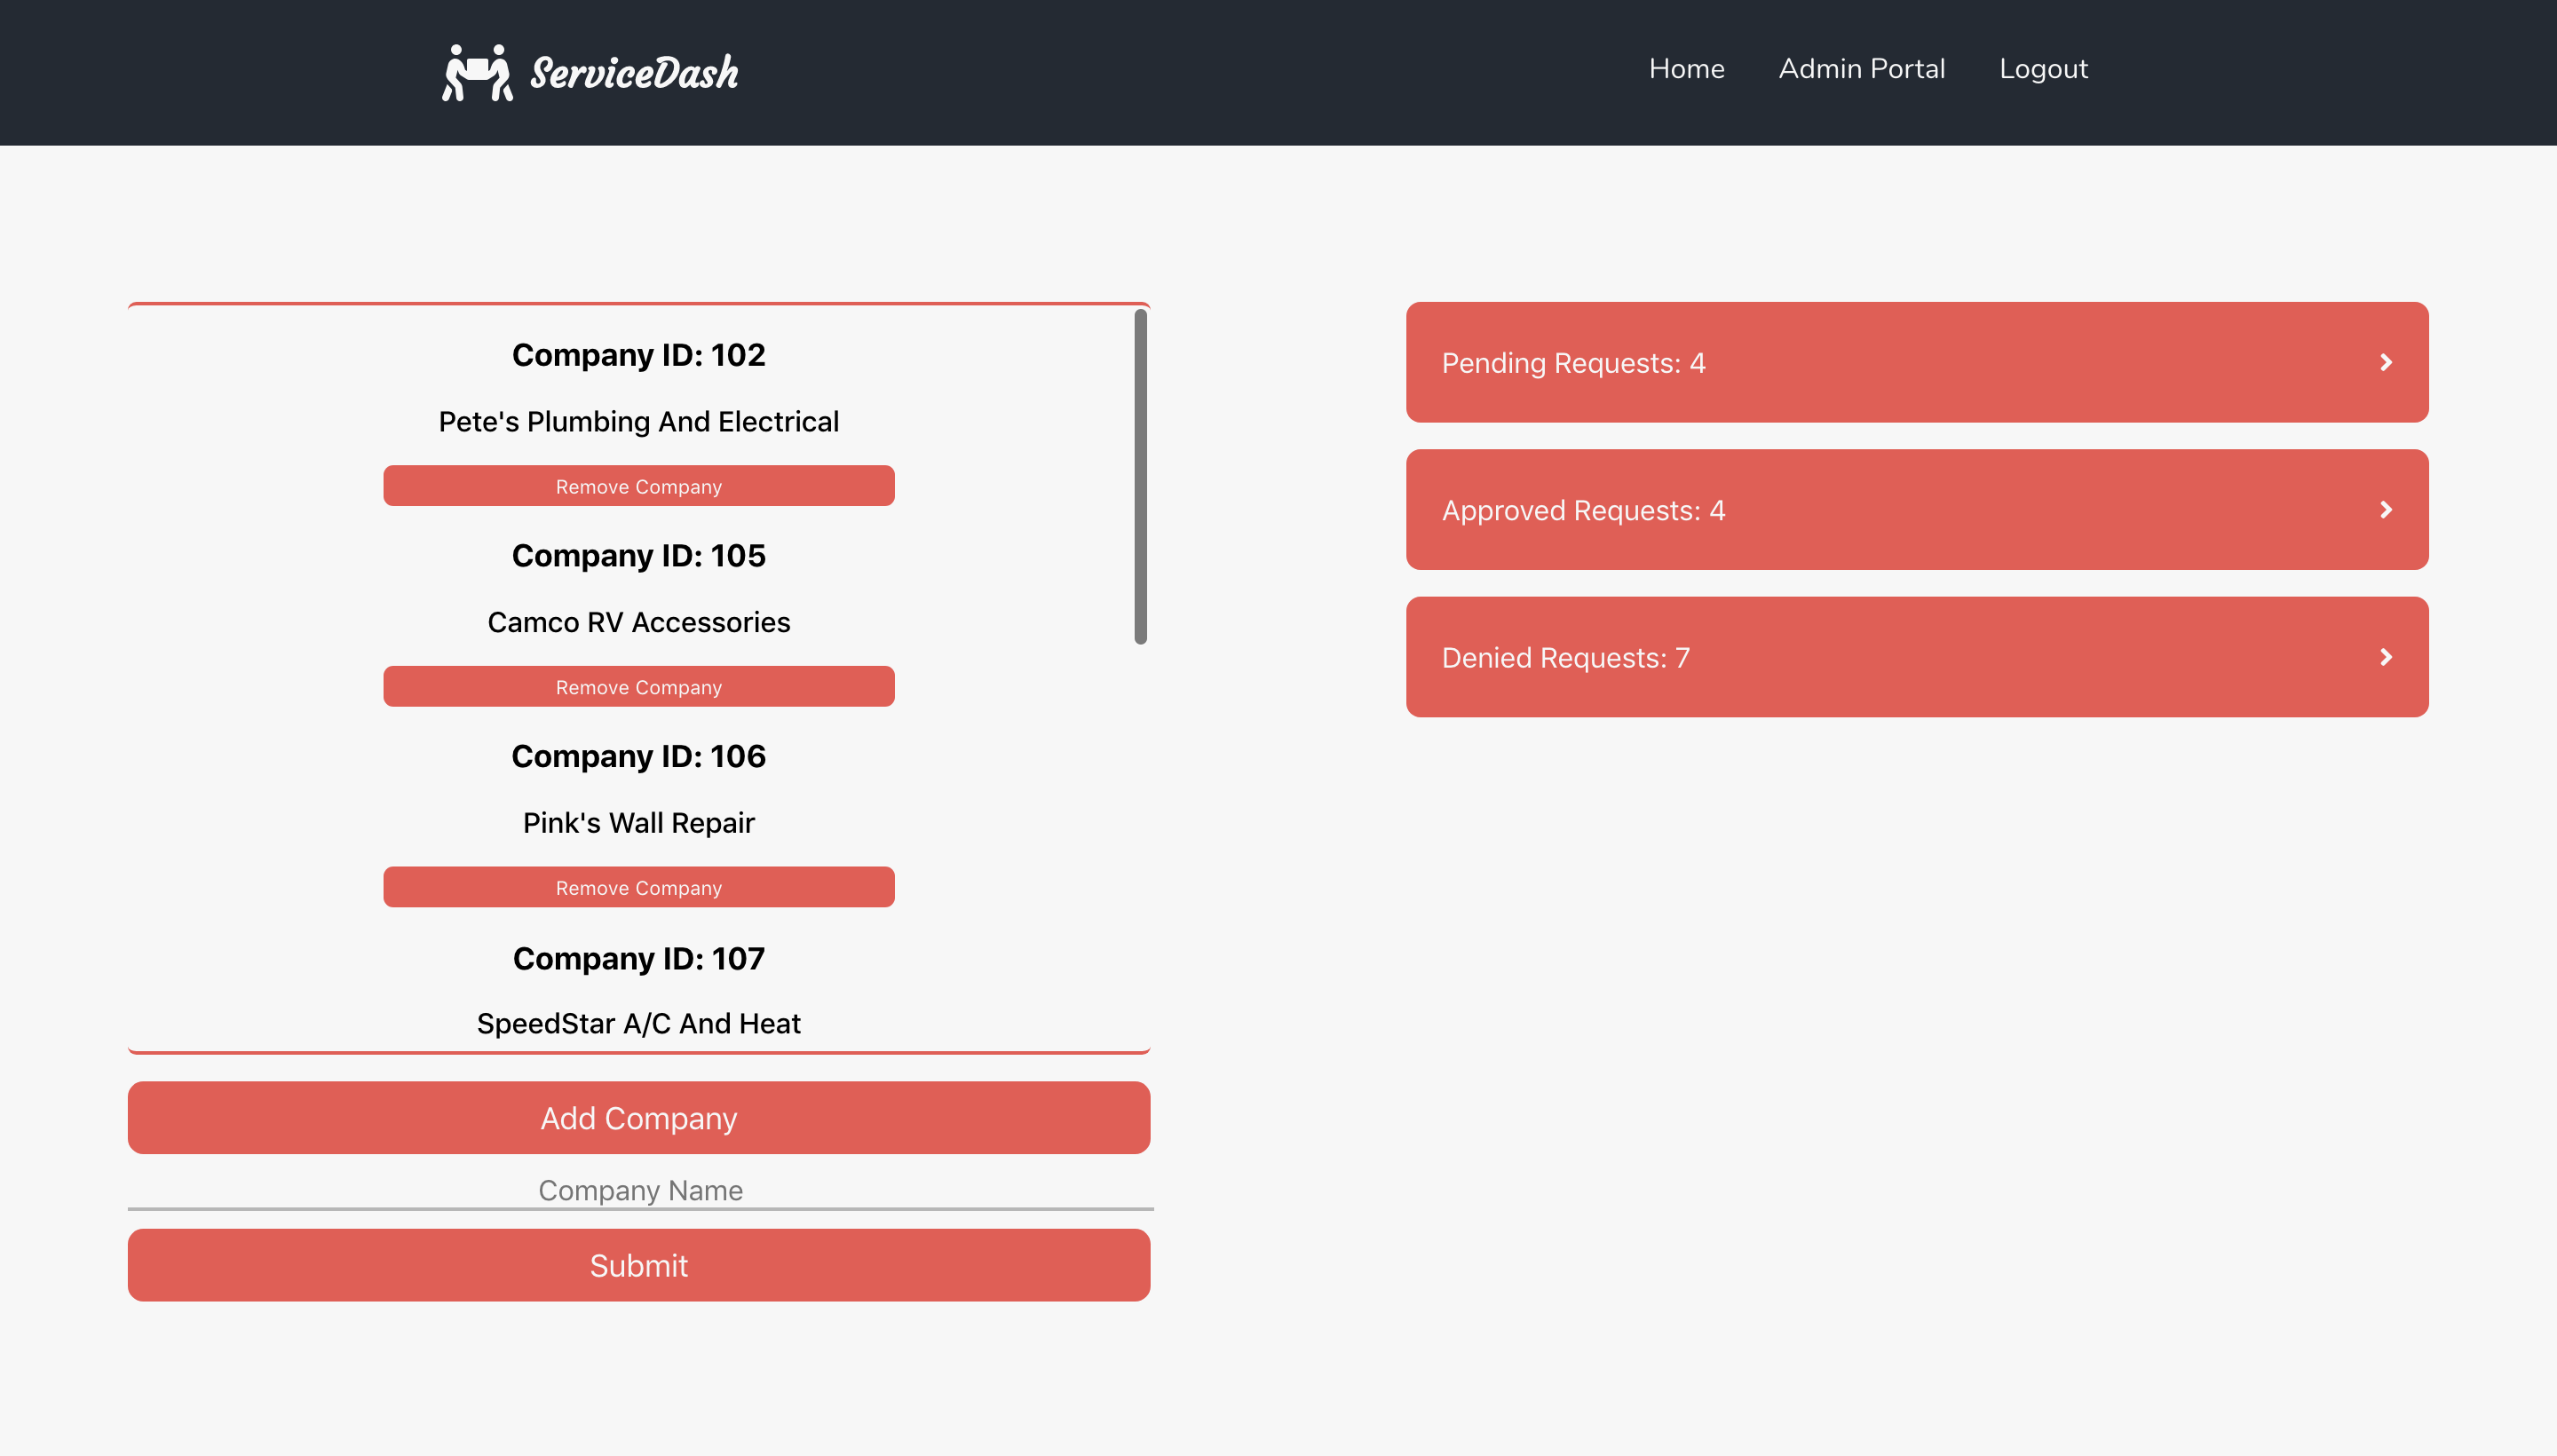 ServiceDash
Home
Admin Portal
Logout
Company ID: 102
Pete's Plumbing And Electrical
Remove Company
Company ID: 105
Camco RV Accessories
Remove Company
Company ID: 106
Pink's Wall Repair
Remove Company
Company ID: 107
SpeedStar A/C And Heat
Add Company
Company Name
Submit
Pending Requests: 4
Approved Requests: 4
Denied Requests: 7